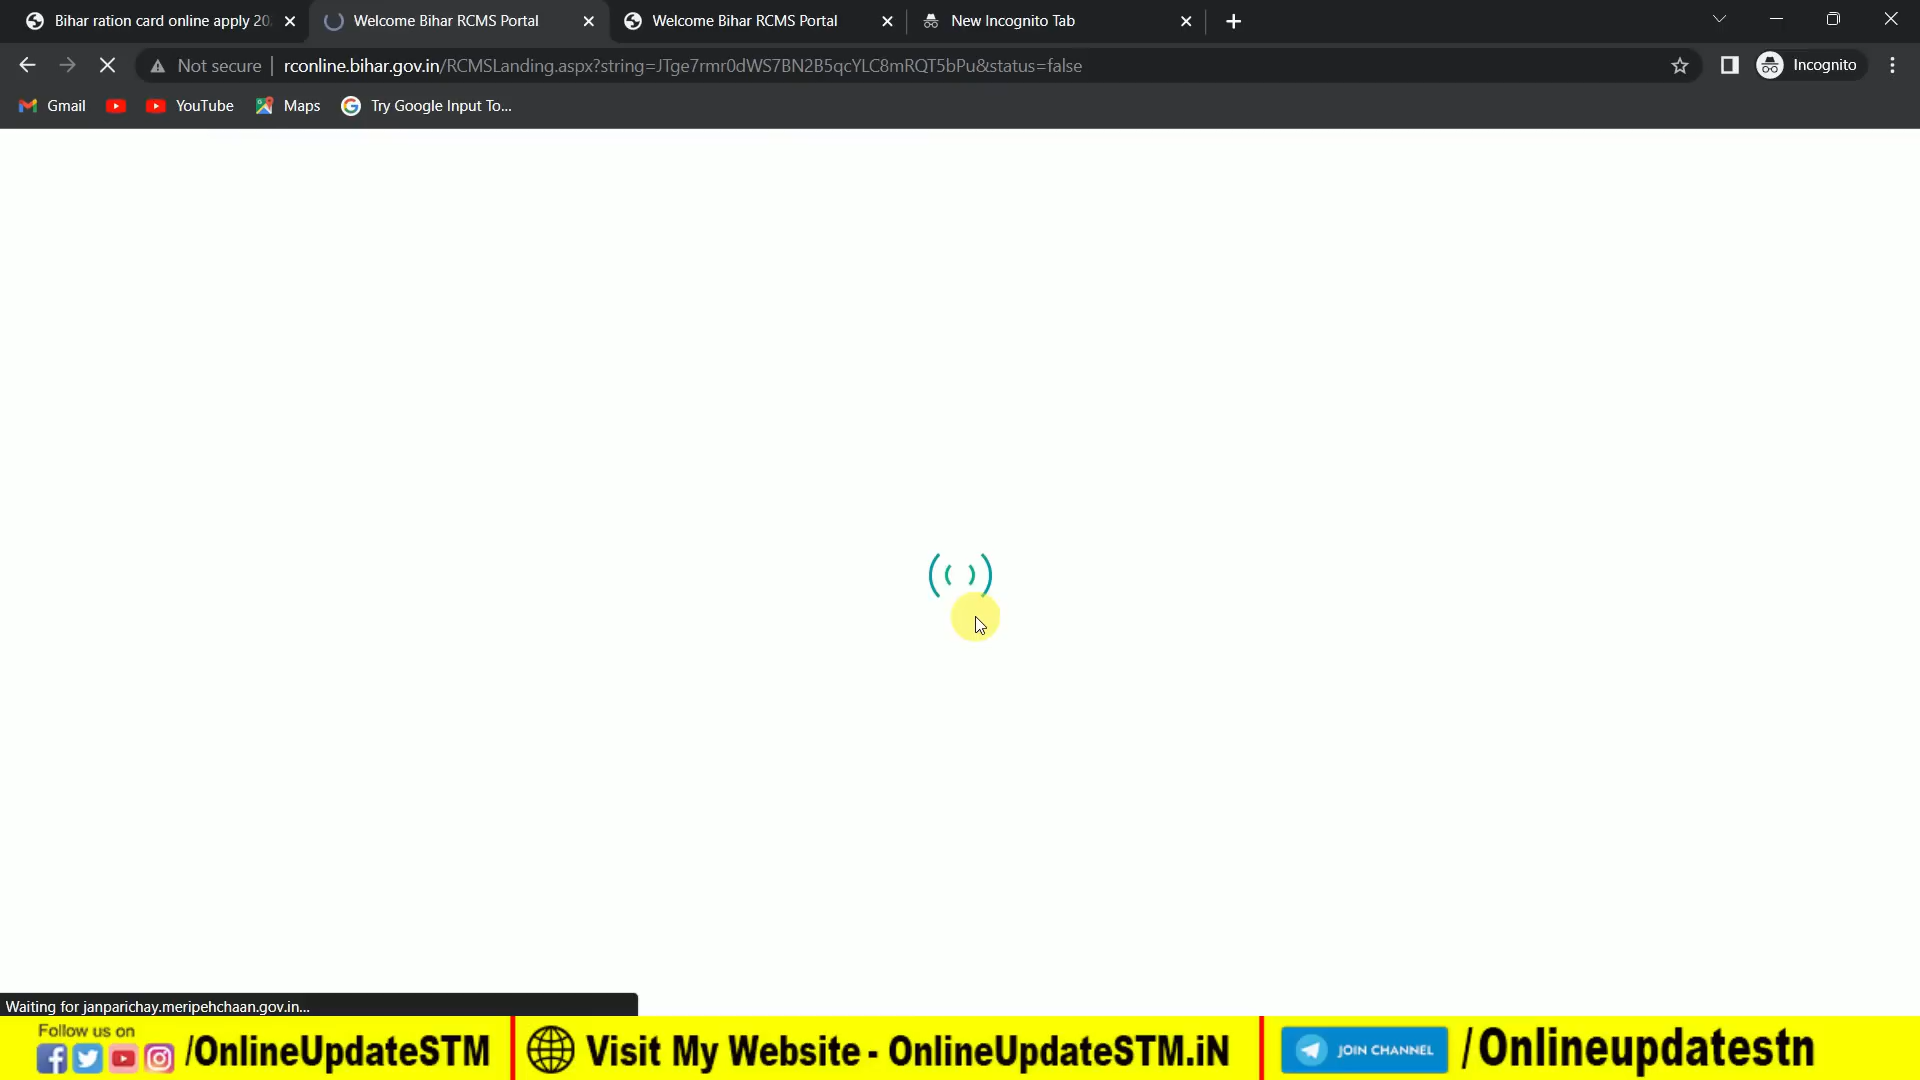 Bihar ration card online apply 20
Welcome Bihar RCMS Portal
Welcome Bihar RCMS Portal
New Incognito Tab
Not secure
rconline.bihar.gov.in/RCMSLanding.aspx?string=JTge7rmr0dWS7BN2B5qcYLC8mRQT5bPu&status=false
Incognito
Gmail
YouTube
Maps
Try Google Input To...
Waiting for janparichay.meripehchaan.gov.in...
Follow us on
/OnlineUpdateSTM
Visit My Website - OnlineUpdateSTM.iN
JOIN CHANNEL
/Onlineupdatestn